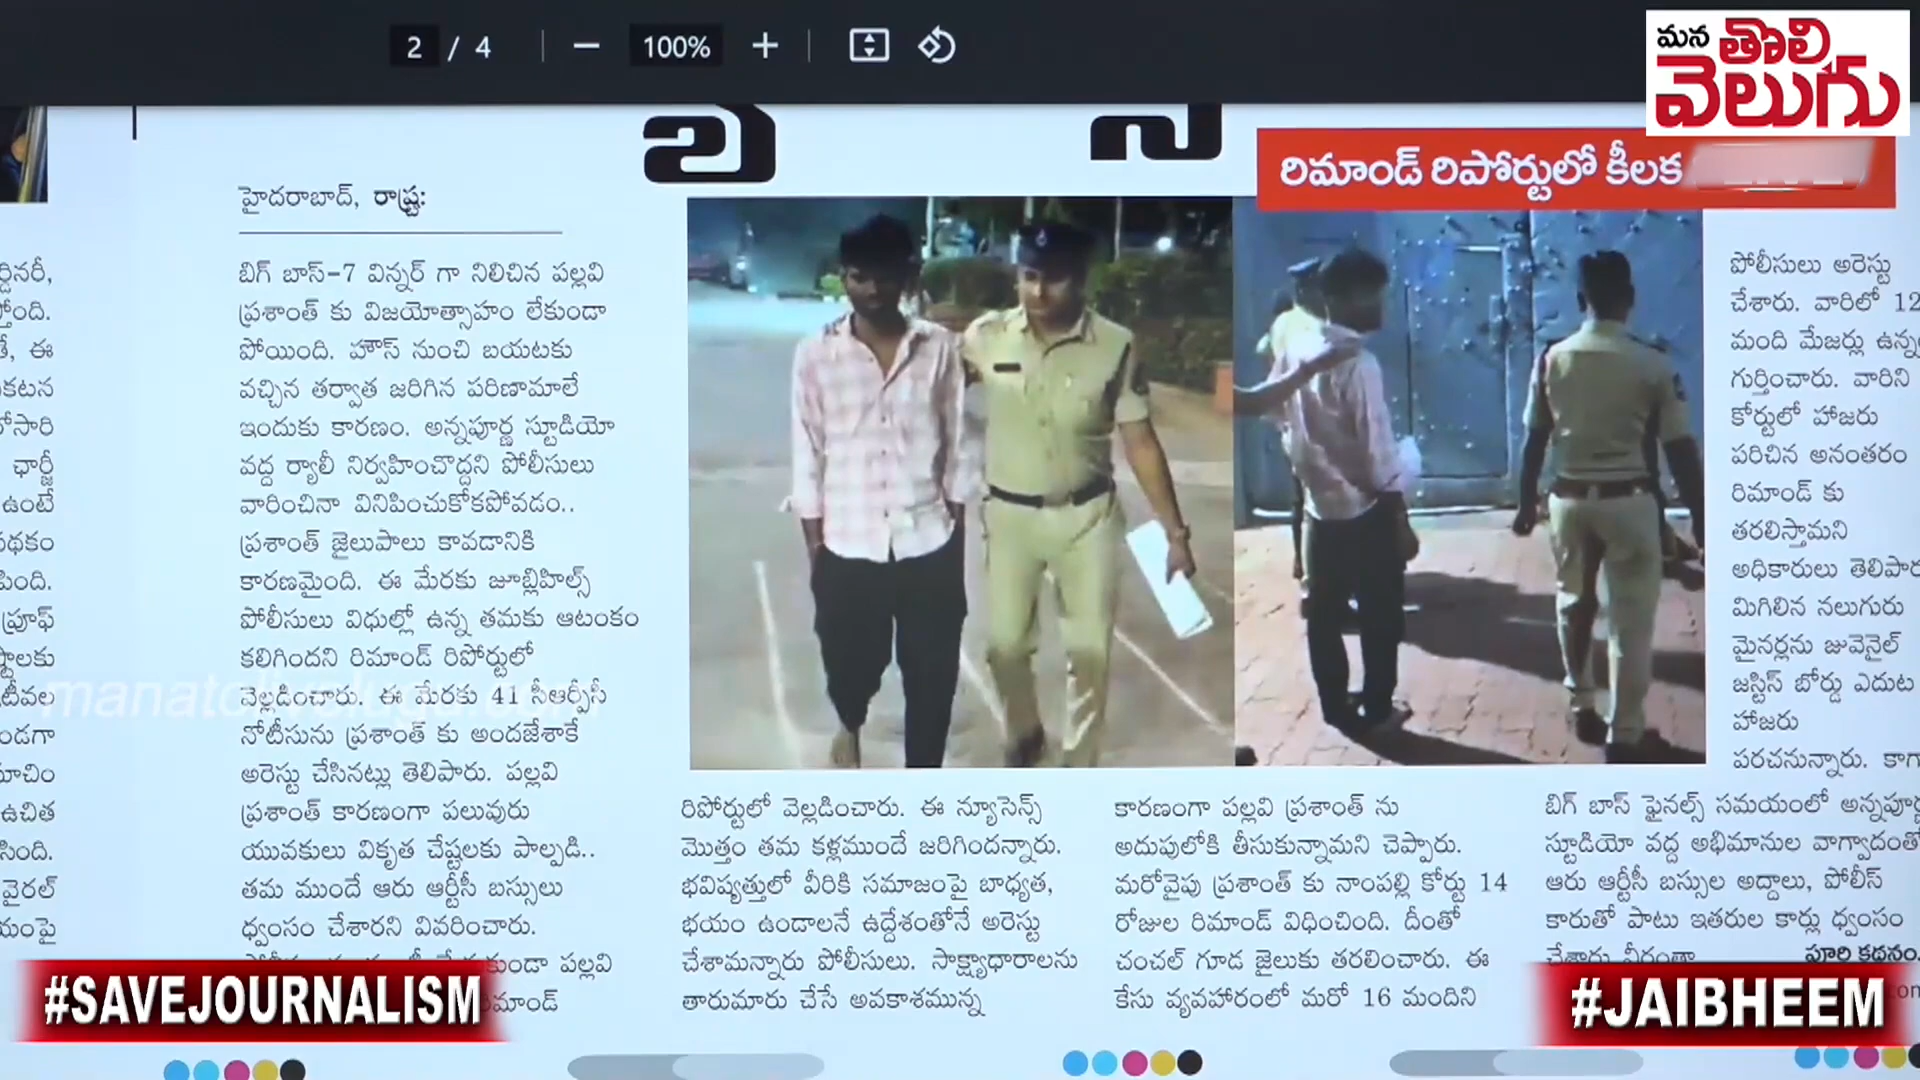 2 / 4
100%
మన
తొలి
వెలుగు
రిమాండ్ రిపోర్టులో కీలక
హైదరాబాద్, రాష్ట్ర:
బిగ్ బాస్-7 విన్నర్ గా నిలిచిన పల్లవి
ప్రశాంత్ కు విజయోత్సాహం లేకుండా
పోయింది. హౌస్ నుంచి బయటకు
వచ్చిన తర్వాత జరిగిన పరిణామాలే
ఇందుకు కారణం. అన్నపూర్ణ స్టూడియో
వద్ద ర్యాలీ నిర్వహించొద్దని పోలీసులు
వారించినా వినిపించుకోకపోవడం..
ప్రశాంత్ జైలుపాలు కావడానికి
కారణమైంది. ఈ మేరకు జూబ్లిహిల్స్
పోలీసులు విధుల్లో ఉన్న తమకు ఆటంకం
కలిగిందని రిమాండ్ రిపోర్టులో
వెల్లడించారు. ఈ మేరకు 41 సీఆర్పీసీ
నోటీసును ప్రశాంత్ కు అందజేశాకే
అరెస్టు చేసినట్లు తెలిపారు. పల్లవి
ప్రశాంత్ కారణంగా పలువురు
యువకులు వికృత చేష్టలకు పాల్పడి..
తమ ముందే ఆరు ఆర్టీసీ బస్సులు
ధ్వంసం చేశారని వివరించారు.
పల్లవి
రిపోర్టులో వెల్లడించారు. ఈ న్యూసెన్స్
మొత్తం తమ కళ్లముందే జరిగిందన్నారు.
భవిష్యత్తులో వీరికి సమాజంపై బాధ్యత,
భయం ఉండాలనే ఉద్దేశంతోనే అరెస్టు
చేశామన్నారు పోలీసులు. సాక్ష్యాధారాలను
తారుమారు చేసే అవకాశమున్న
కారణంగా పల్లవి ప్రశాంత్ ను
అదుపులోకి తీసుకున్నామని చెప్పారు.
మరోవైపు ప్రశాంత్ కు నాంపల్లి కోర్టు 14
రోజుల రిమాండ్ విధించింది. దీంతో
చంచల్ గూడ జైలుకు తరలించారు. ఈ
కేసు వ్యవహారంలో మరో 16 మందిని
పోలీసులు అరెస్టు
చేశారు. వారిలో 12
మంది మేజర్లు
గుర్తించారు. వారిని
కోర్టులో హాజరు
పరిచిన అనంతరం
రిమాండ్ కు
తరలిస్తామని
అధికారులు
మిగిలిన నలుగురు
మైనర్లను జువెనైల్
జస్టిస్ బోర్డు ఎదుట
హాజరు
పరచనున్నారు.
బిగ్ బాస్ ఫైనల్స్ సమయంలో
స్టూడియో వద్ద అభిమానుల వాగ్వాదంతో
ఆరు ఆర్టీసీ బస్సుల అద్దాలు, పోలీస్
కారుతో పాటు ఇతరుల కార్లు ధ్వంసం
పూరి కథనం.
manatolivelugu.com
#SAVEJOURNALISM
#JAIBHEEM